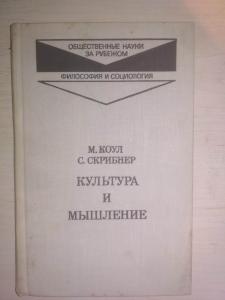 ОБЩЕСТВЕННЫЕ НАУКИ
ЗА РУБЕЖОМ
ФИЛОСОФИЯ И СОЦИОЛОГИЯ
М. КОУЛ
С. СКРИБНЕР
КУЛЬТУРА
И
МЫШЛЕНИЕ